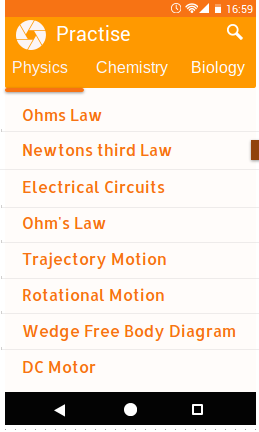 16:59
Practise
Physics Chemistry Biology
Ohms Law
Newtons third Law
Electrical Circuits
Ohm's Law
Trajectory Motion
Rotational Motion
Wedge Free Body Diagram
DC Motor